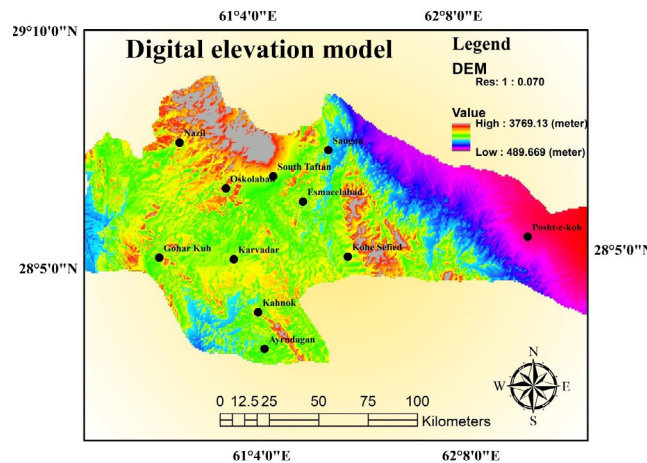 61°4'0"E 62°8'0"E
29°10'0"N
Digital elevation model
Legend
DEM
Res: 1 : 0.070
Value
High : 3769.13 (meter)
Low : 489.669 (meter)
Nazil
Sangan
South Taftan
Oskolabad
Esmaeelabad
Posht-e-koh
Gohar Kuh
Karvadar
Kohe Sefied
28°5'0"N 28°5'0"N
Kahnok
Ayrndagan
N
W E
S
0 12.5 25 50 75 100
Kilometers
61°4'0"E 62°8'0"E